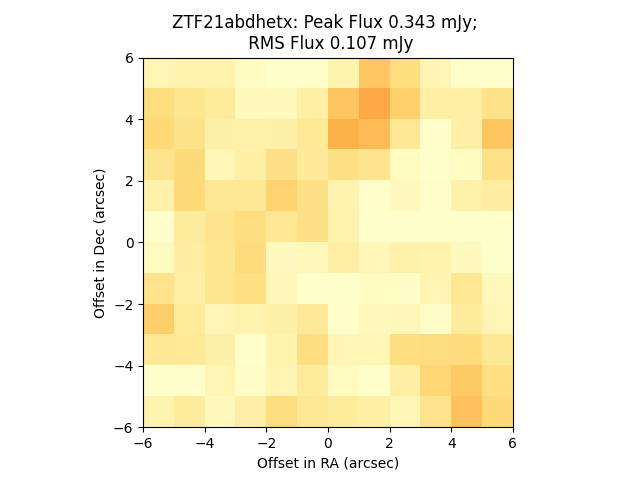 ZTF21abdhetx: Peak Flux 0.343 mJy;
RMS Flux 0.107 mJy
6
4
2
0
−2
−4
−6
Offset in Dec (arcsec)
−6 −4 −2 0 2 4 6
Offset in RA (arcsec)